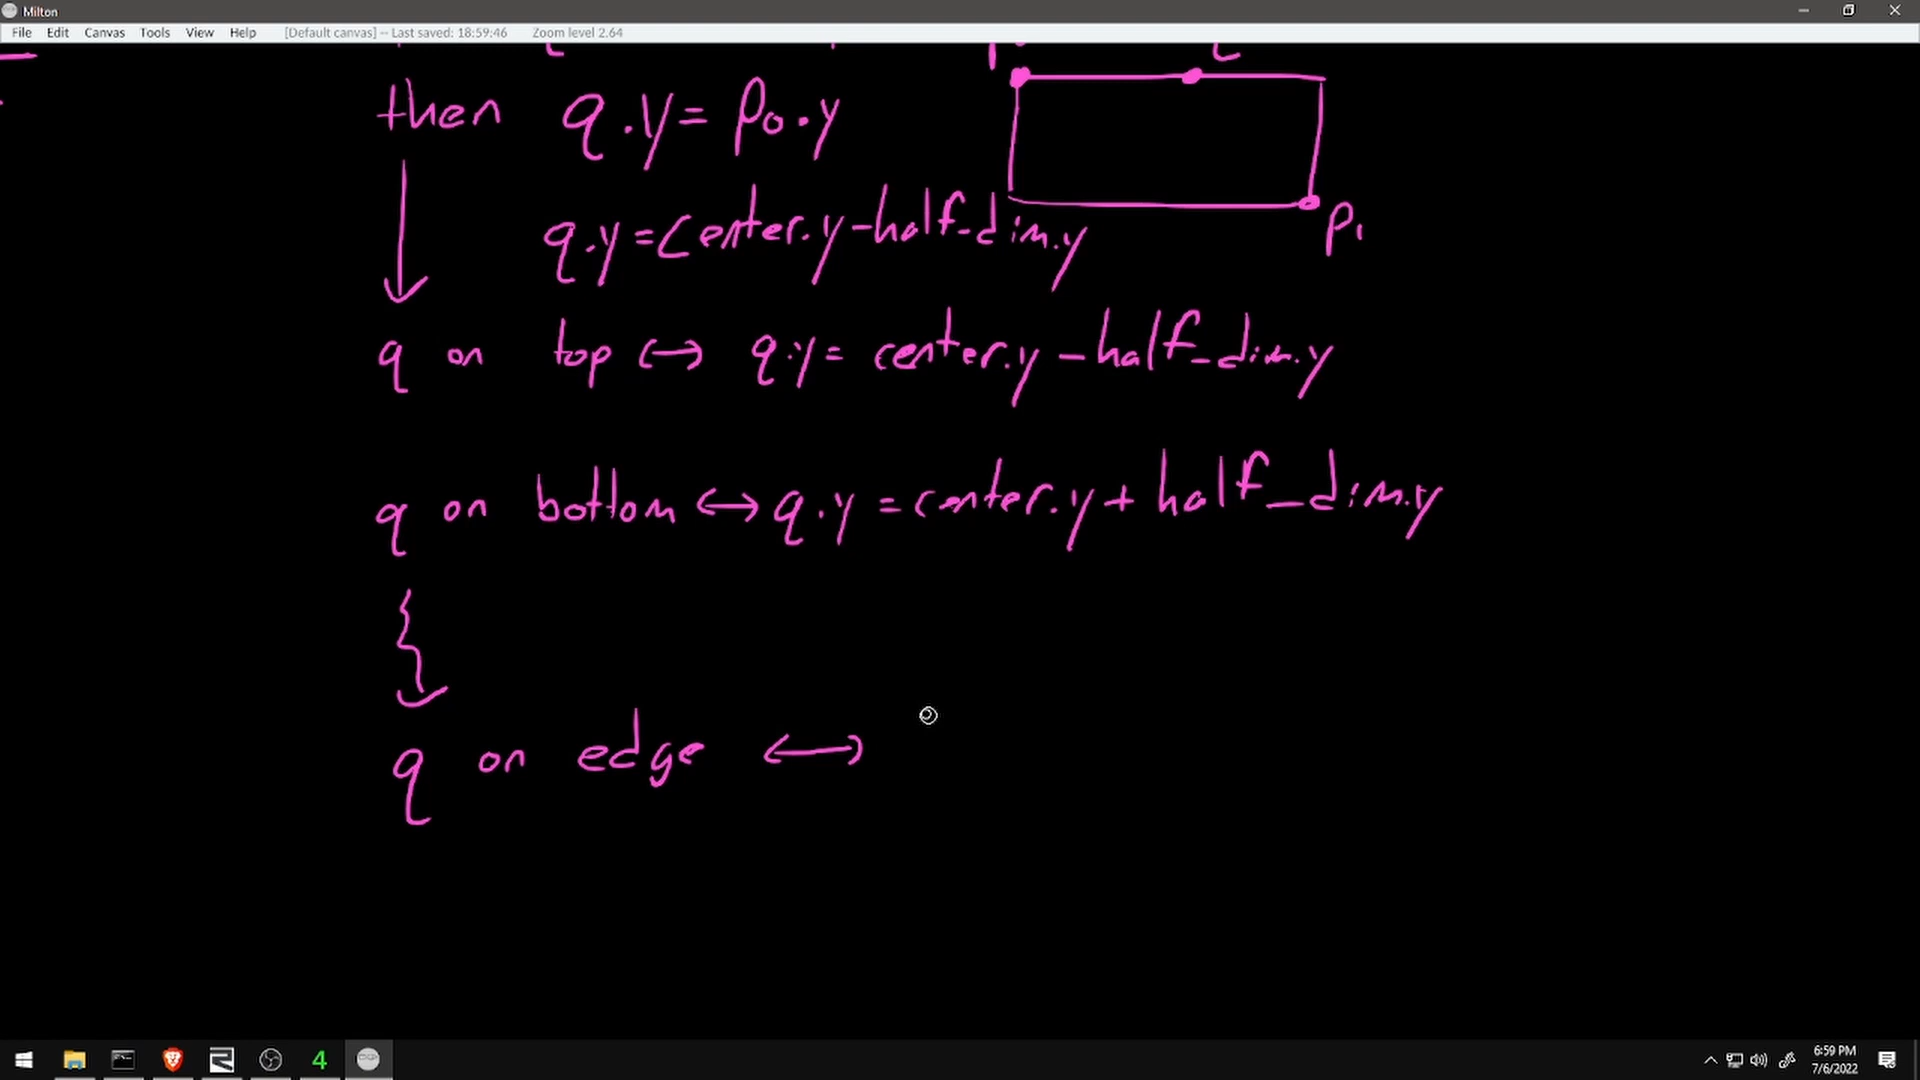 Milton
File Edit Canvas Tools View Help [Default canvas] -- Last saved: 18:59:46 Zoom level 2.64
then q.y = p0.y
p1
q.y = center.y - half_dim.y
q on top ↔ q.y = center.y - half_dim.y
q on bottom ↔ q.y = center.y + half_dim.y
q on edge ↔
4
6:59 PM
7/6/2022